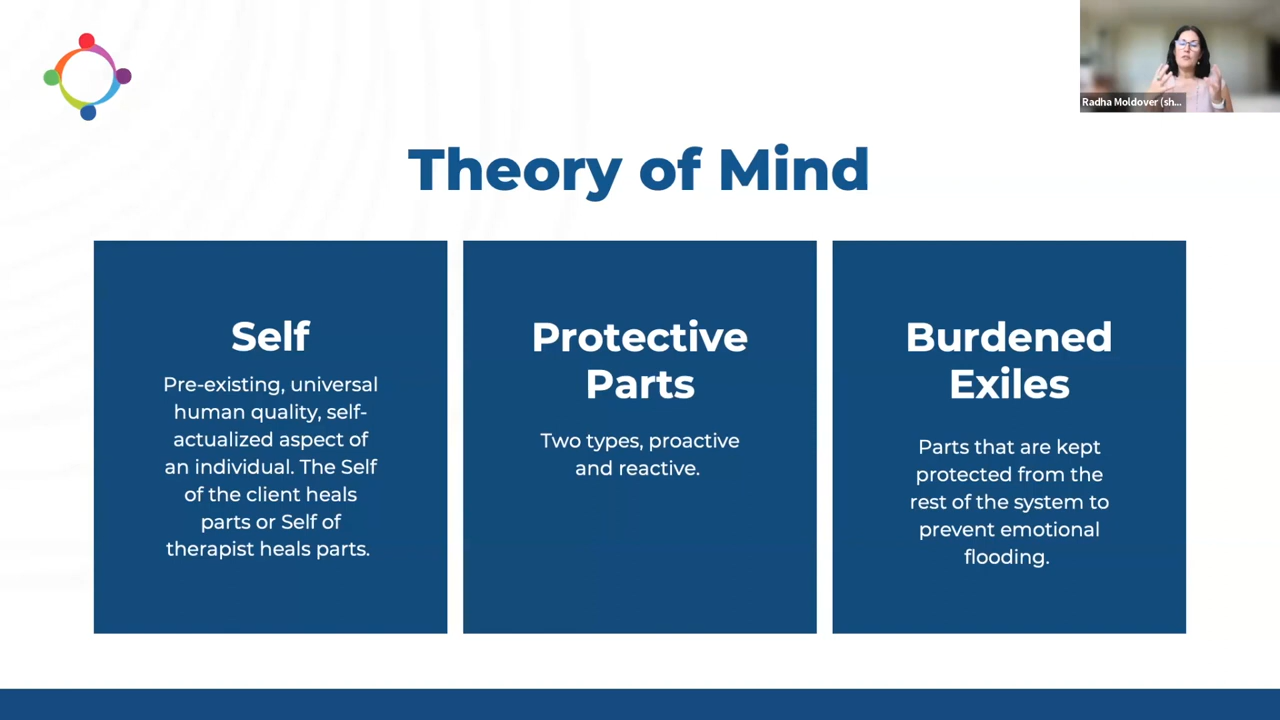 Radha Moldover (sh...
Theory of Mind
Self
Pre-existing, universal
human quality, self-
actualized aspect of
an individual. The Self
of the client heals
parts or Self of
therapist heals parts.
Protective
Parts
Two types, proactive
and reactive.
Burdened
Exiles
Parts that are kept
protected from the
rest of the system to
prevent emotional
flooding.